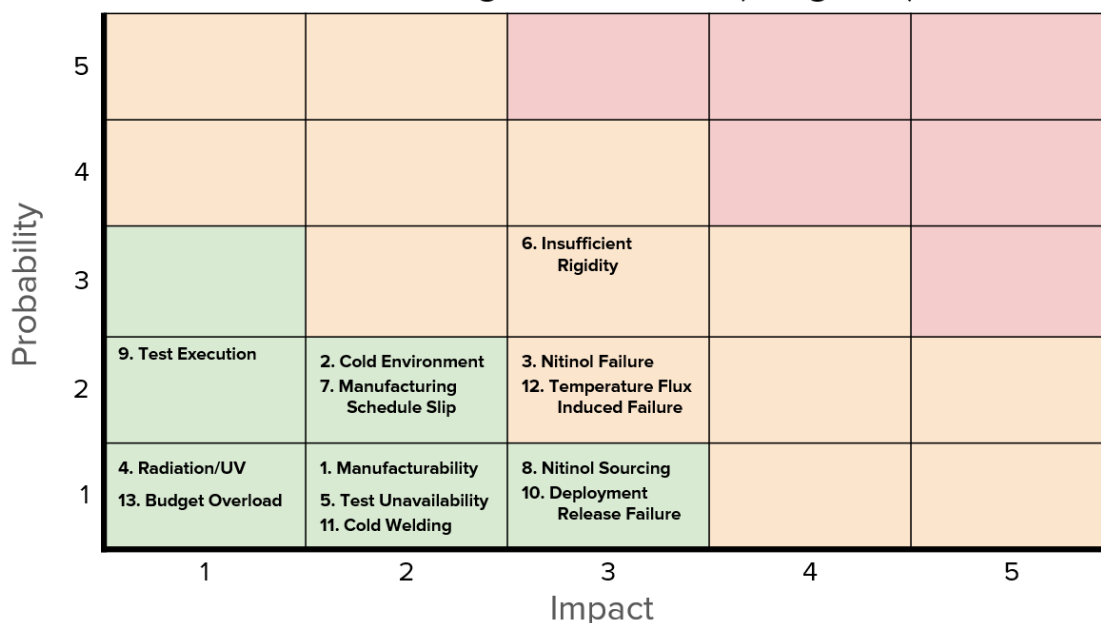 5
4
3
2
1
Probability
6. Insufficient
Rigidity
9. Test Execution
2. Cold Environment
7. Manufacturing
Schedule Slip
3. Nitinol Failure
12. Temperature Flux
Induced Failure
4. Radiation/UV
13. Budget Overload
1. Manufacturability
5. Test Unavailability
11. Cold Welding
8. Nitinol Sourcing
10. Deployment
Release Failure
1
2
3
4
5
Impact